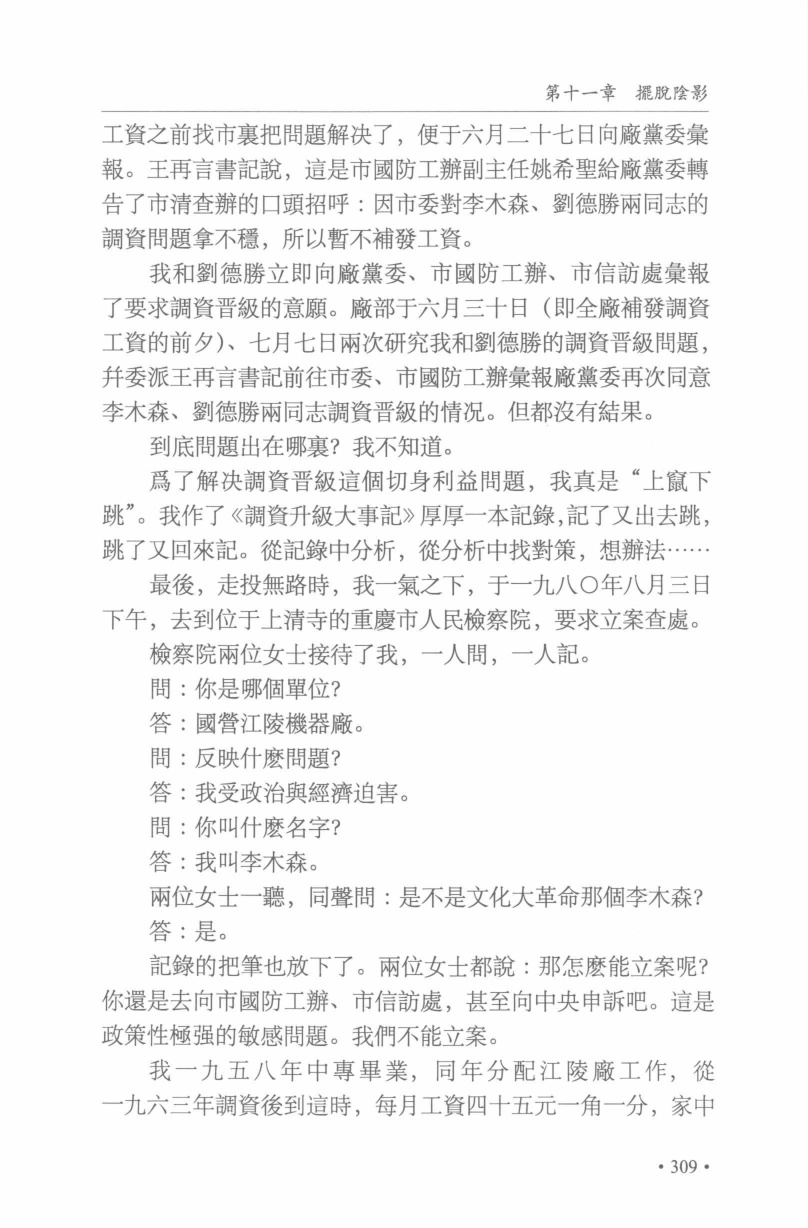 第十一章　擺脫陰影
工資之前找市裏把問題解决了，便于六月二十七日向廠黨委彙
報。王再言書記說，這是市國防工辦副主任姚希聖給廠黨委轉
告了市清查辦的口頭招呼：因市委對李木森、劉德勝兩同志的
調資問題拿不穩，所以暫不補發工資。
我和劉德勝立即向廠黨委、市國防工辦、市信訪處彙報
了要求調資晋級的意願。廠部于六月三十日（即全廠補發調資
工資的前夕）、七月七日兩次研究我和劉德勝的調資晋級問題，
幷委派王再言書記前往市委、市國防工辦彙報廠黨委再次同意
李木森、劉德勝兩同志調資晋級的情况。但都沒有結果。
到底問題出在哪裏？我不知道。
爲了解决調資晋級這個切身利益問題，我真是“上竄下
跳”。我作了《調資升級大事記》厚厚一本記錄，記了又出去跳，
跳了又回來記。從記錄中分析，從分析中找對策，想辦法……
最後，走投無路時，我一氣之下，于一九八〇年八月三日
下午，去到位于上清寺的重慶市人民檢察院，要求立案查處。
檢察院兩位女士接待了我，一人問，一人記。
問：你是哪個單位？
答：國營江陵機器廠。
問：反映什麽問題？
答：我受政治與經濟迫害。
問：你叫什麽名字？
答：我叫李木森。
兩位女士一聽，同聲問：是不是文化大革命那個李木森？
答：是。
記錄的把筆也放下了。兩位女士都說：那怎麽能立案呢？
你還是去向市國防工辦、市信訪處，甚至向中央申訴吧。這是
政策性極强的敏感問題。我們不能立案。
我一九五八年中專畢業，同年分配江陵廠工作，從
一九六三年調資後到這時，每月工資四十五元一角一分，家中
·309·